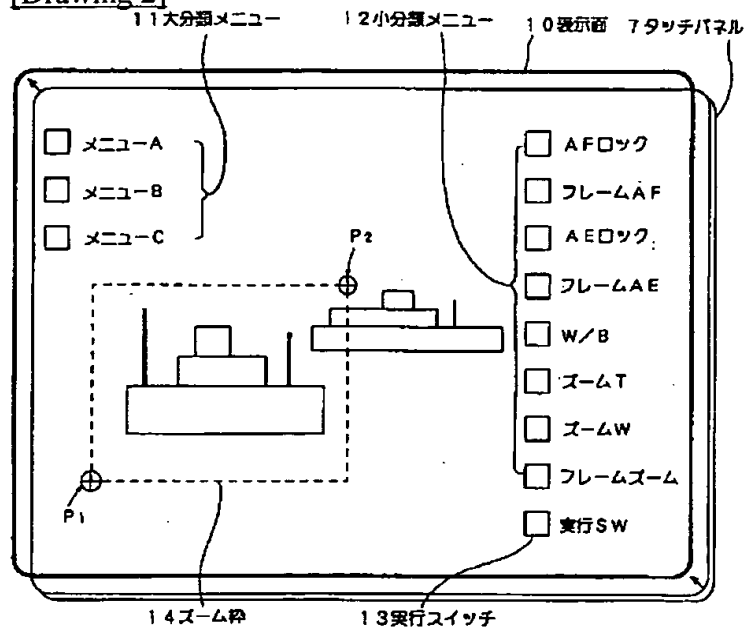 [Drawing 2]
11大分類メニュー
12小分類メニュー
10表示面
7タッチパネル
メニューA
メニューB
メニューC
AFロック
フレームAF
AEロック
フレームAE
W/B
ズームT
ズームW
フレームズーム
実行SW
P2
P1
14ズーム枠
13実行スイッチ